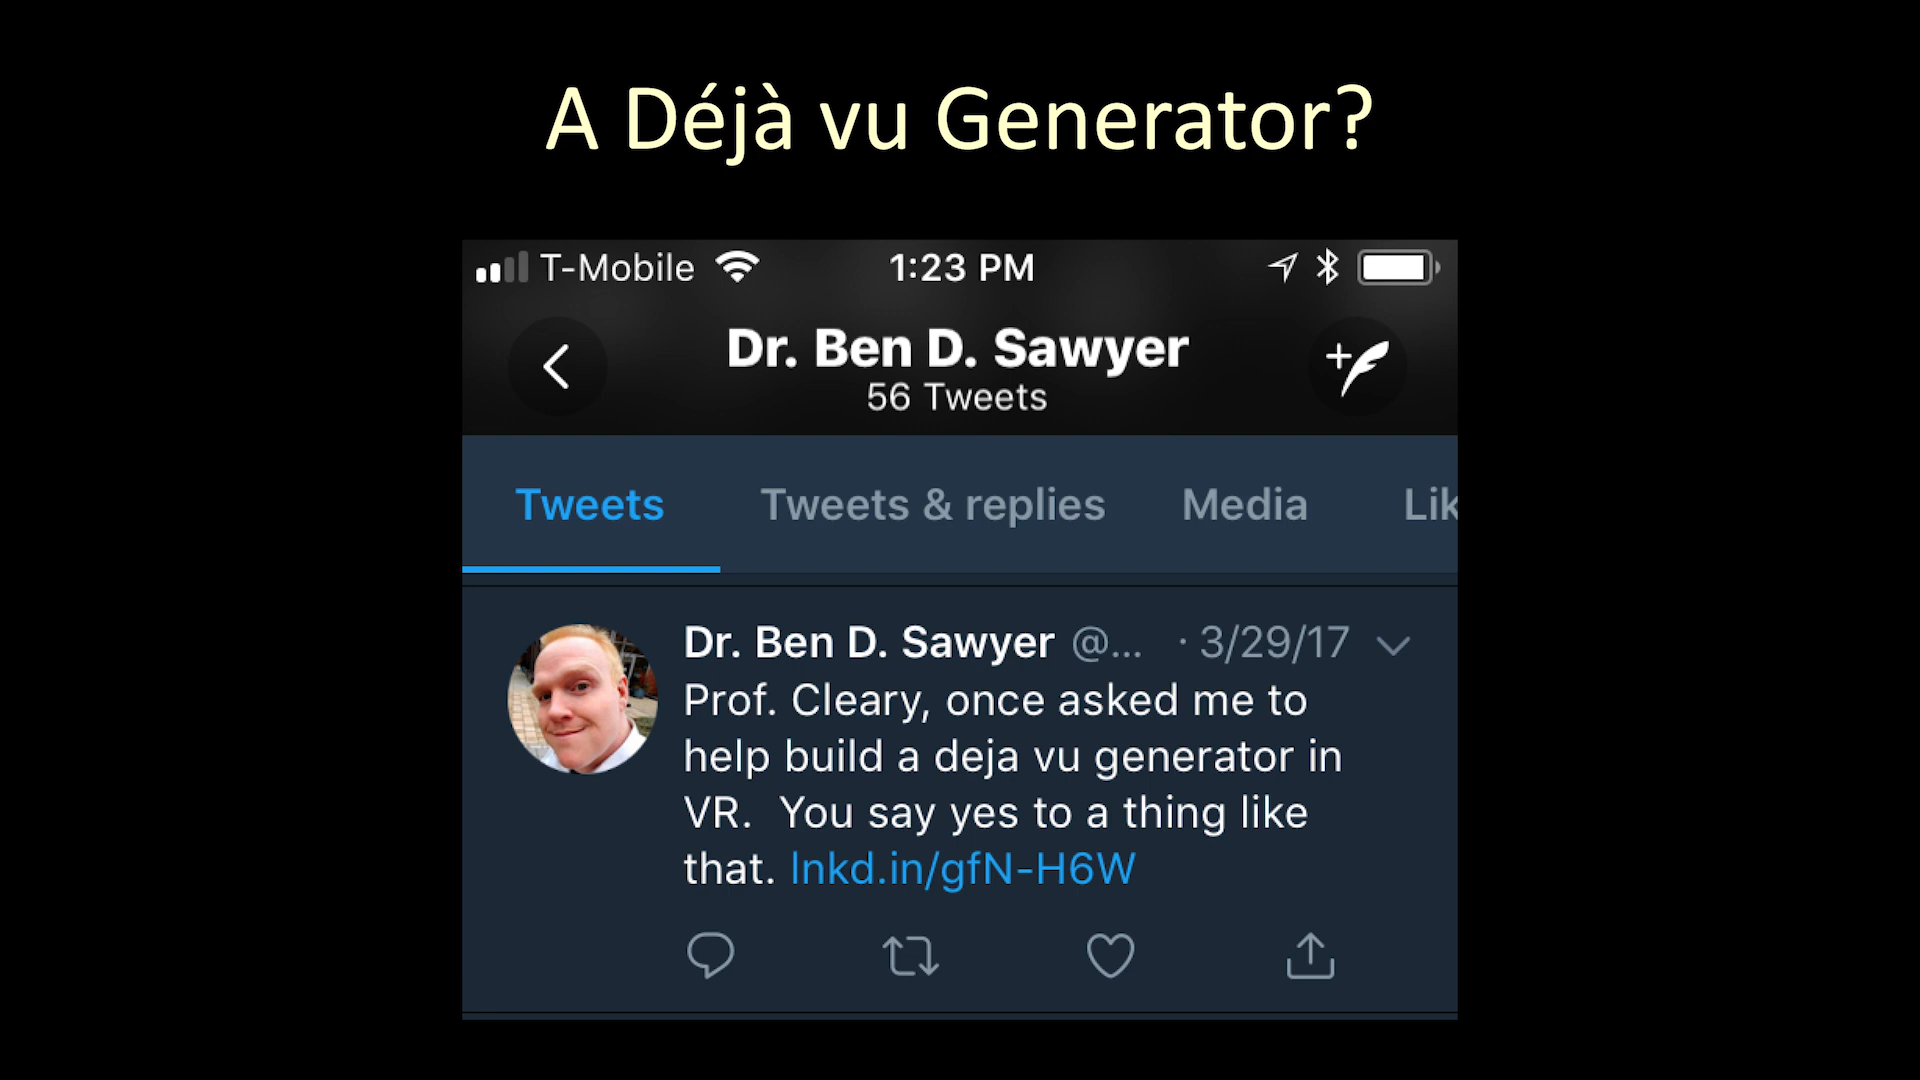 A Déjà vu Generator?
T-Mobile 1:23 PM
Dr. Ben D. Sawyer
56 Tweets
Tweets Tweets & replies Media Lik
Dr. Ben D. Sawyer @... · 3/29/17
Prof. Cleary, once asked me to
help build a deja vu generator in
VR.  You say yes to a thing like
that. lnkd.in/gfN-H6W